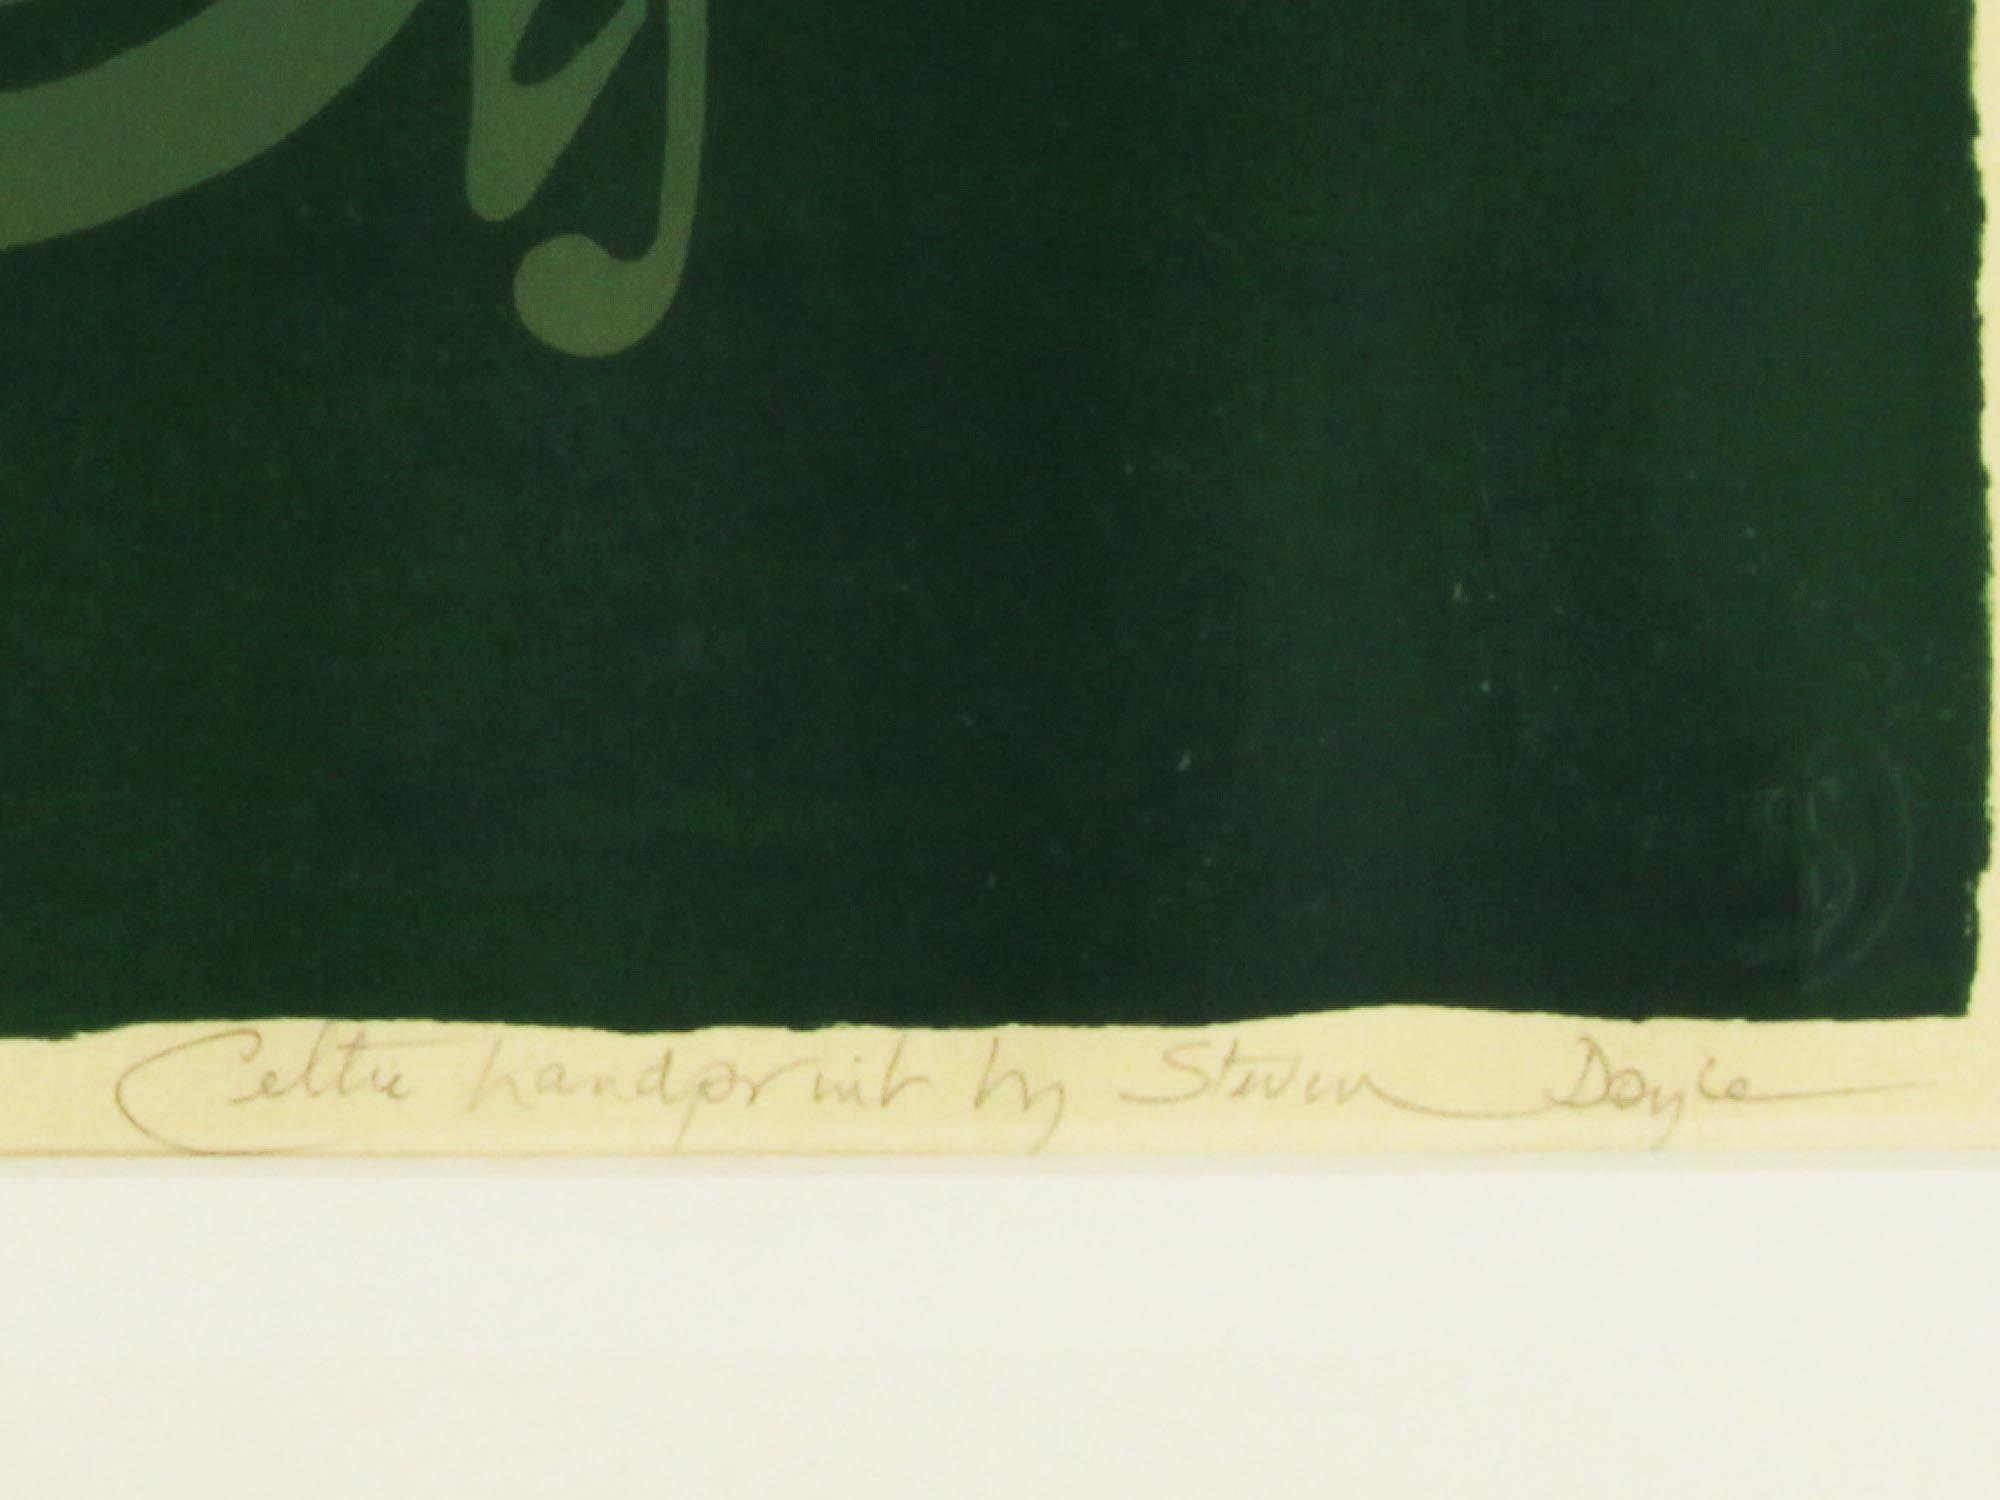 Celtic handprint by Steven Doyle